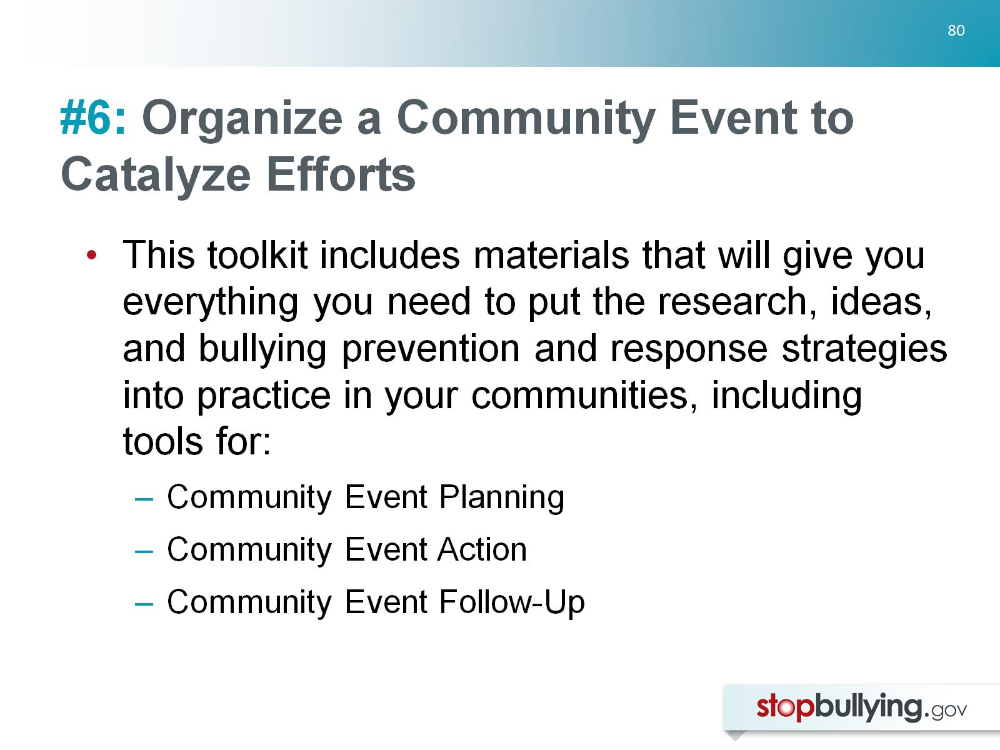 80
#6: Organize a Community Event to
Catalyze Efforts
• This toolkit includes materials that will give you
everything you need to put the research, ideas,
and bullying prevention and response strategies
into practice in your communities, including
tools for:
– Community Event Planning
– Community Event Action
– Community Event Follow-Up
stopbullying.gov